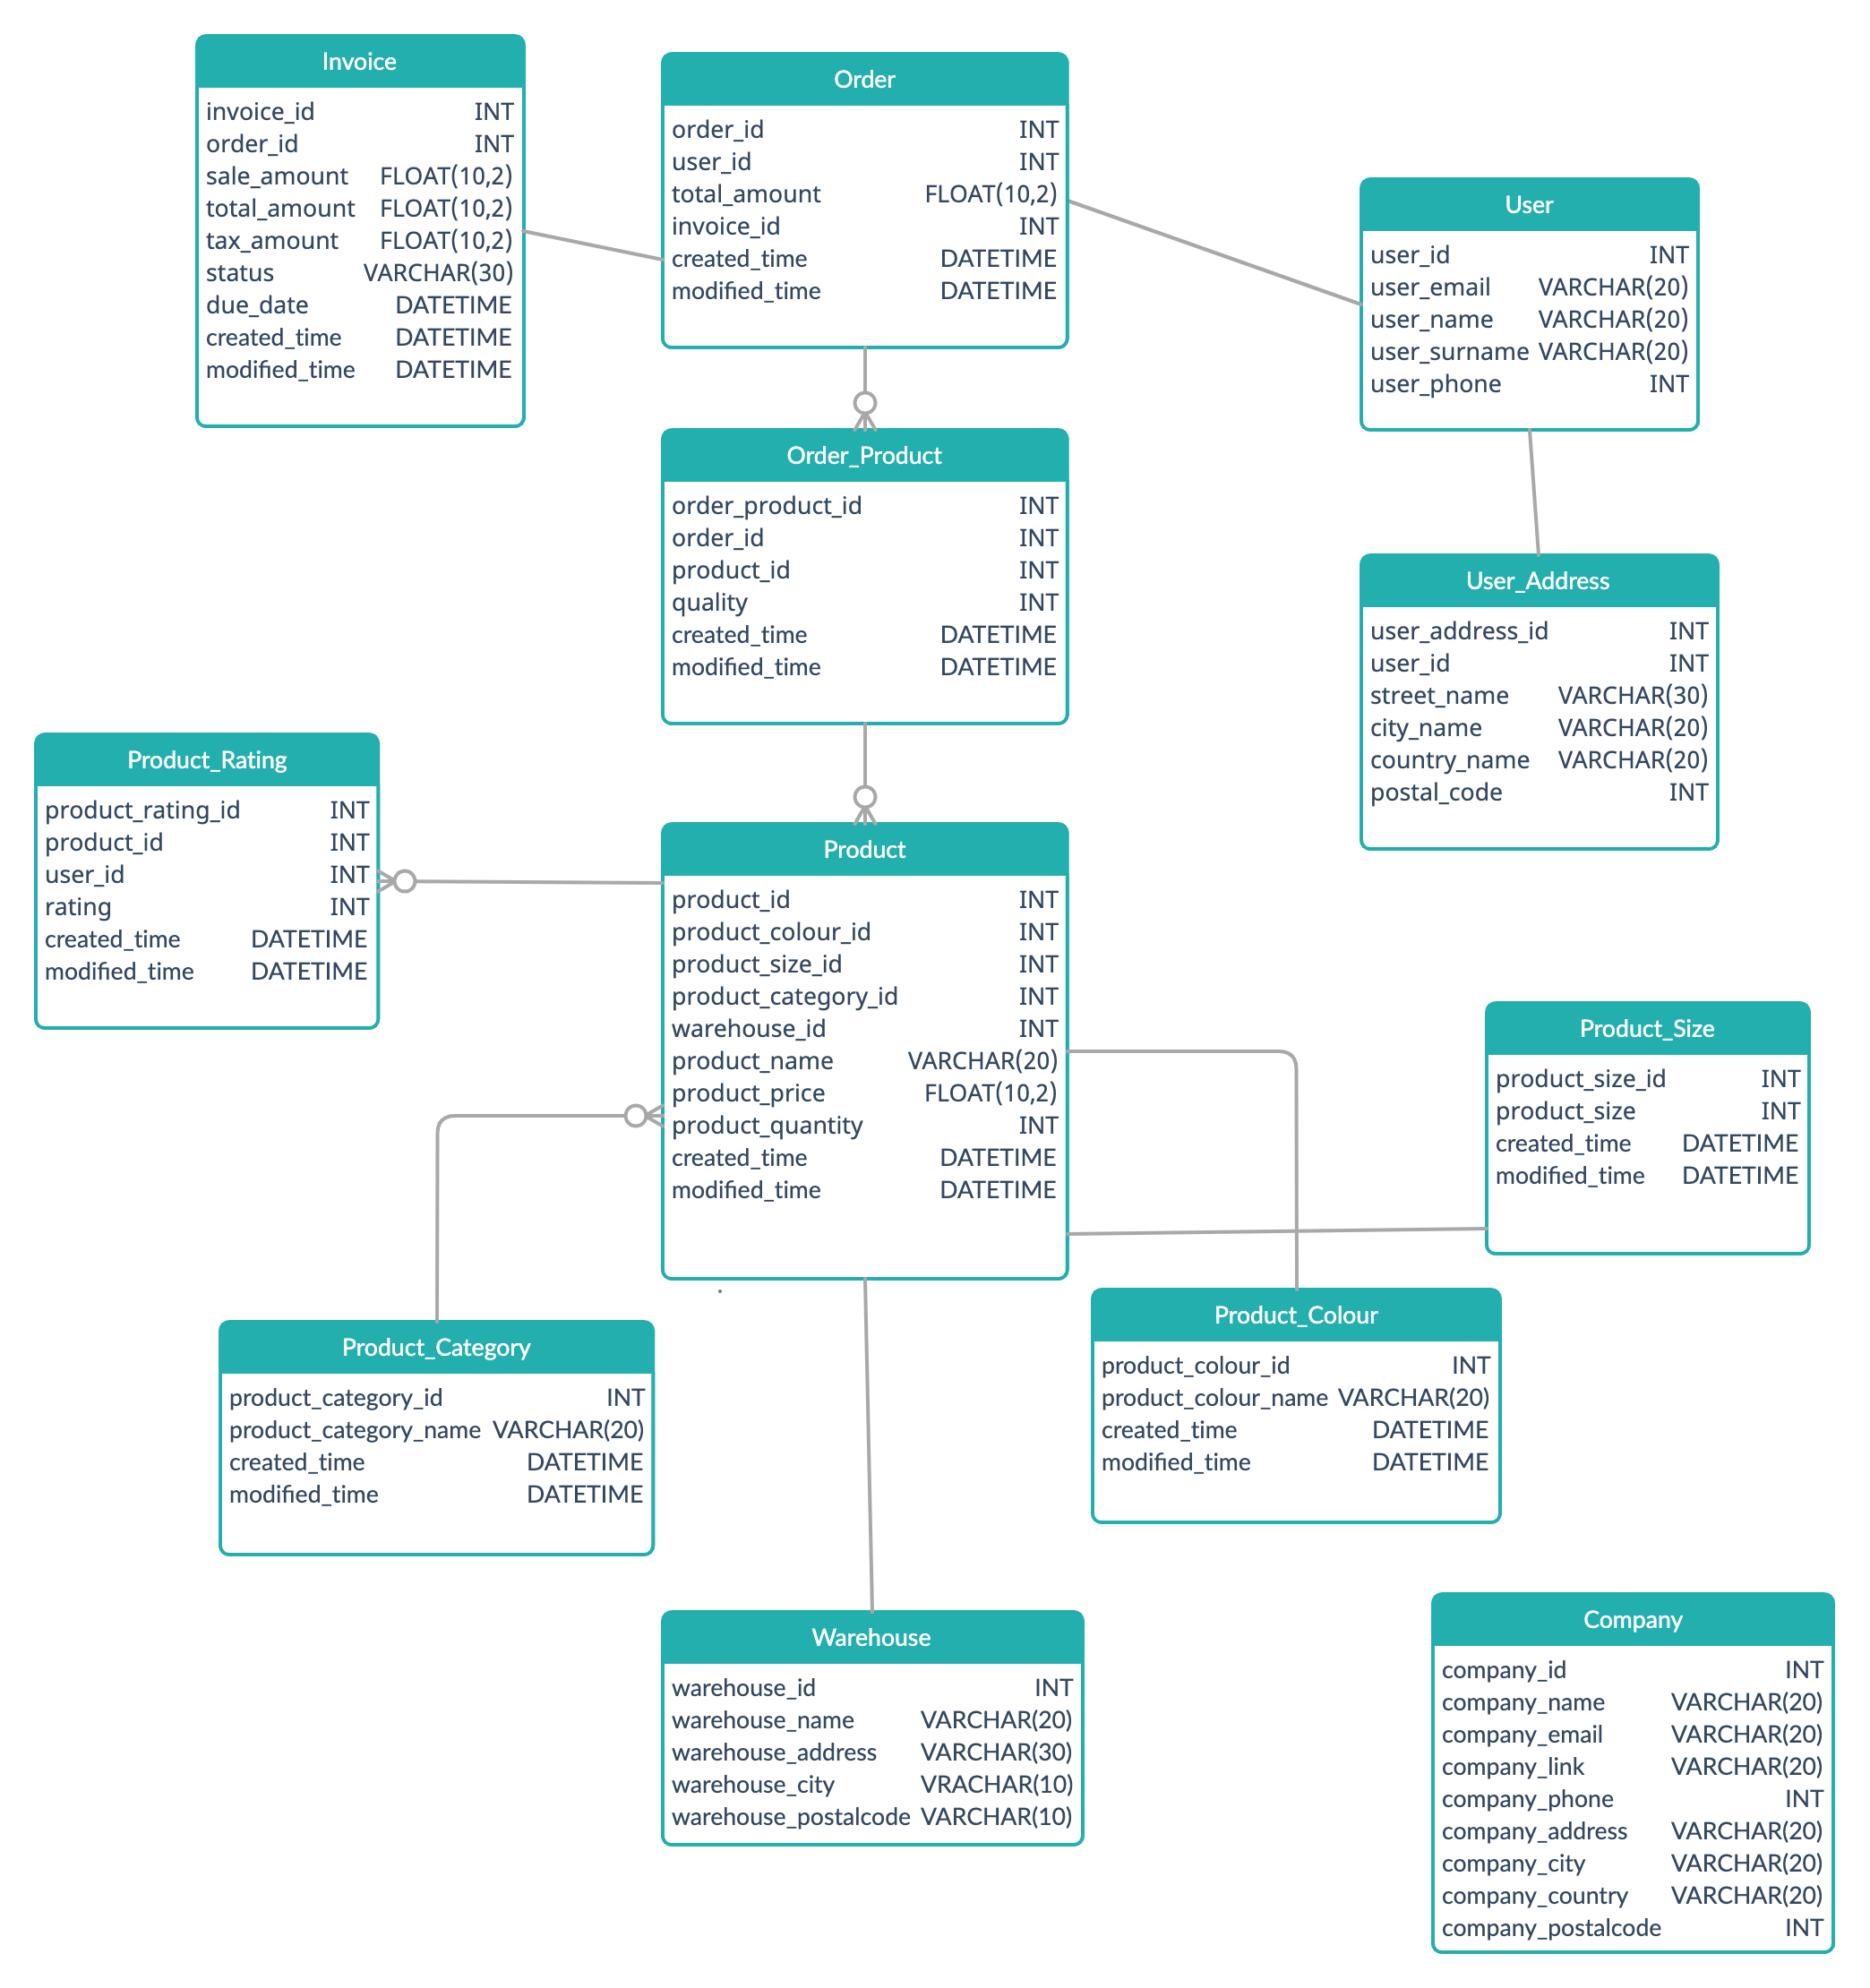 Invoice
invoice_id INT
order_id INT
sale_amount FLOAT(10,2)
total_amount FLOAT(10,2)
tax_amount FLOAT(10,2)
status VARCHAR(30)
due_date DATETIME
created_time DATETIME
modified_time DATETIME
Order
order_id INT
user_id INT
total_amount FLOAT(10,2)
invoice_id INT
created_time DATETIME
modified_time DATETIME
User
user_id INT
user_email VARCHAR(20)
user_name VARCHAR(20)
user_surname VARCHAR(20)
user_phone INT
Order_Product
order_product_id INT
order_id INT
product_id INT
quality INT
created_time DATETIME
modified_time DATETIME
User_Address
user_address_id INT
user_id INT
street_name VARCHAR(30)
city_name VARCHAR(20)
country_name VARCHAR(20)
postal_code INT
Product_Rating
product_rating_id INT
product_id INT
user_id INT
rating INT
created_time DATETIME
modified_time DATETIME
Product
product_id INT
product_colour_id INT
product_size_id INT
product_category_id INT
warehouse_id INT
product_name VARCHAR(20)
product_price FLOAT(10,2)
product_quantity INT
created_time DATETIME
modified_time DATETIME
Product_Size
product_size_id INT
product_size INT
created_time DATETIME
modified_time DATETIME
Product_Category
product_category_id INT
product_category_name VARCHAR(20)
created_time DATETIME
modified_time DATETIME
Product_Colour
product_colour_id INT
product_colour_name VARCHAR(20)
created_time DATETIME
modified_time DATETIME
Warehouse
warehouse_id INT
warehouse_name VARCHAR(20)
warehouse_address VARCHAR(30)
warehouse_city VRACHAR(10)
warehouse_postalcode VARCHAR(10)
Company
company_id INT
company_name VARCHAR(20)
company_email VARCHAR(20)
company_link VARCHAR(20)
company_phone INT
company_address VARCHAR(20)
company_city VARCHAR(20)
company_country VARCHAR(20)
company_postalcode INT